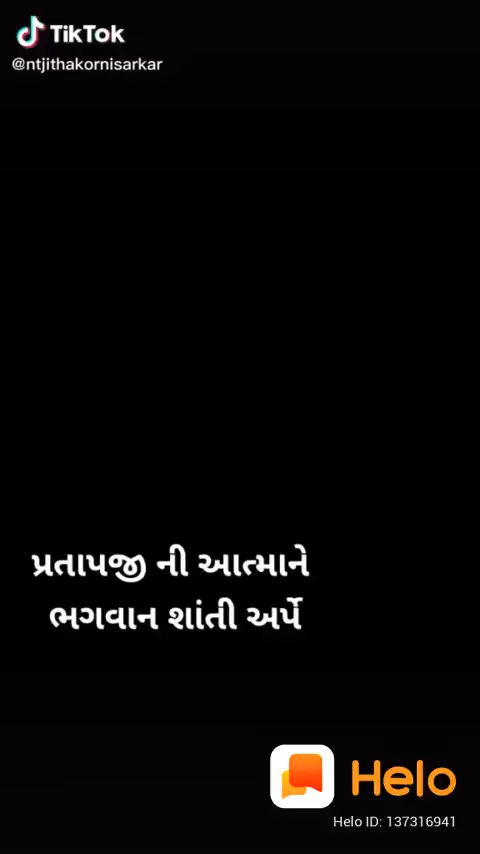 TikTok
@ntjithakornisarkar
પ્રતાપજી ની આત્માને
ભગવાન શાંતી અર્પે
Helo
Helo ID: 137316941